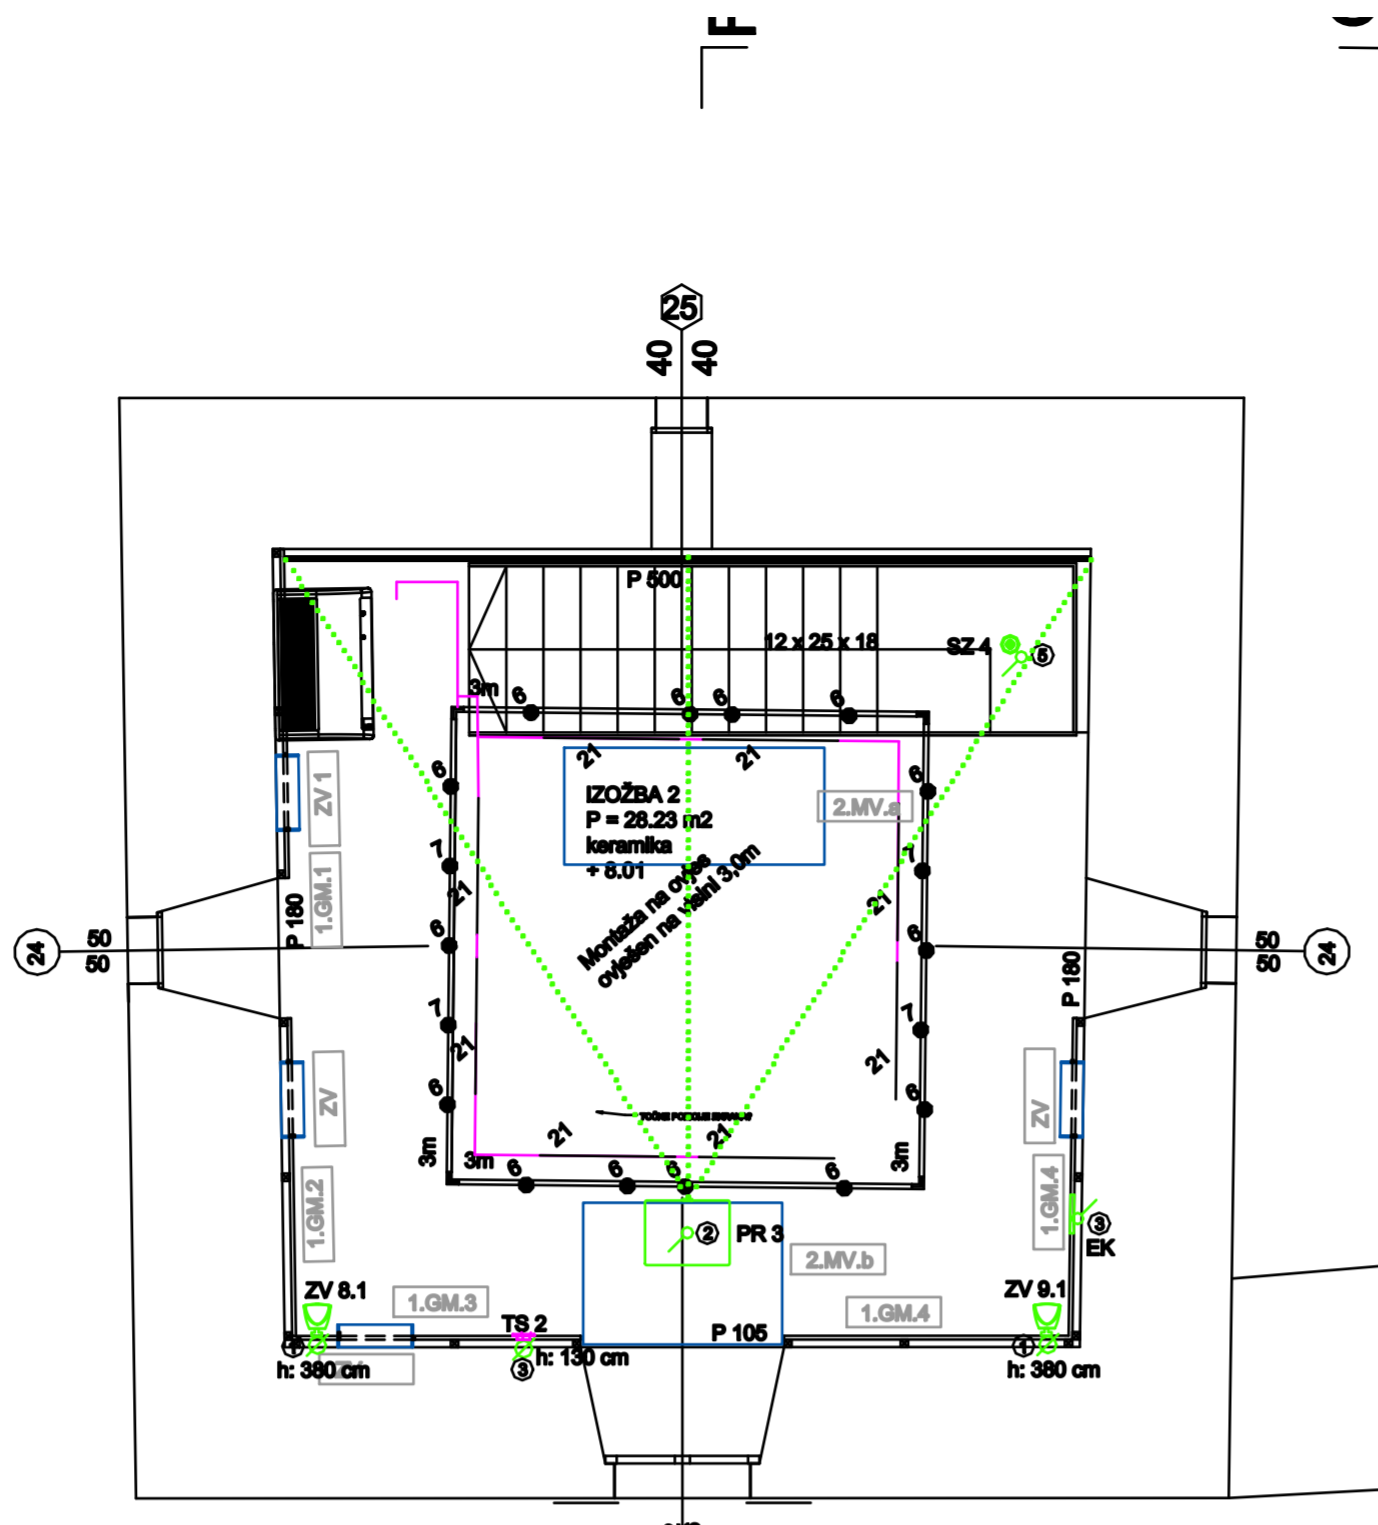 25
40 40
P 500
12 x 25 x 18
SZ 4
5
3m
6
6
6
6
21
21
ZV 1
6
IZOŽBA 2
P = 28.23 m2
keramika
+ 8.01
2.MV.a
6
7
7
1.GM.1
21
21
Montaža na ovjes
ovješen na visini 3,0m
P 180
24
50
50
6
6
50
50
24
P 180
7
7
21
21
ZV
6
6
ZV
21
21
3m
3m
6
6
6
6
3m
1.GM.2
1.GM.4
3
EK
2
PR 3
2.MV.b
ZV 8.1
1.GM.3
TS 2
P 105
1.GM.4
ZV 9.1
1
h: 380 cm
3
h: 130 cm
1
h: 380 cm